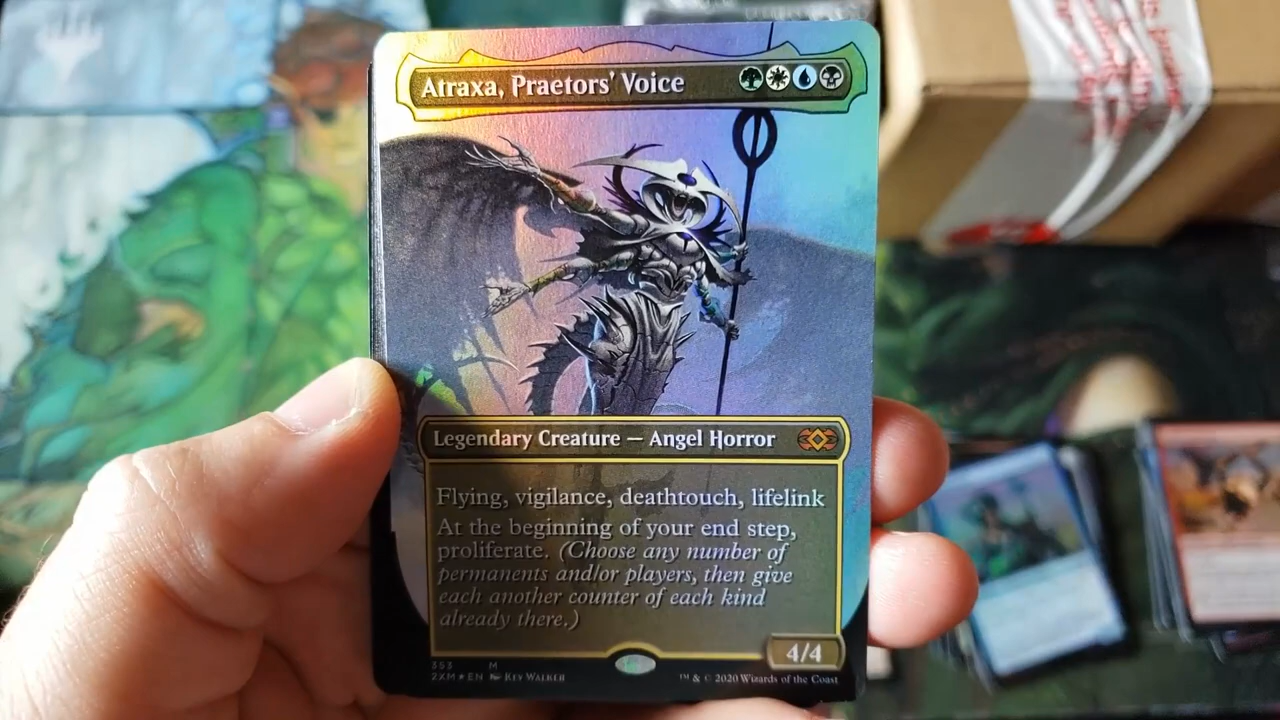 Atraxa, Praetors' Voice
Legendary Creature — Angel Horror
Flying, vigilance, deathtouch, lifelink
At the beginning of your end step,
proliferate. (Choose any number of
permanents and/or players, then give
each another counter of each kind
already there.)
4/4
353 M
2XM ★ EN Kev Walker
™ & © 2020 Wizards of the Coast